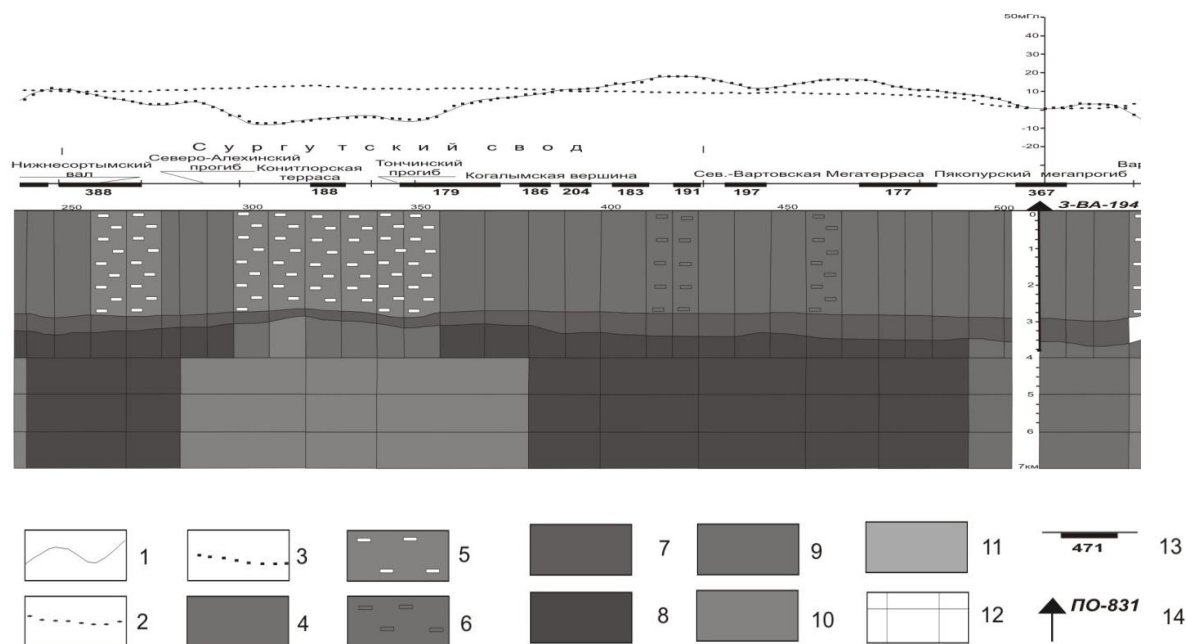 50мГл
40
30
20
10
0
-10
-20
Сургутский свод
Вар
Нижнесортымский вал
Северо-Алехинский прогиб
Конитлорская терраса
Тончинский прогиб
Когалымская вершина
Сев.-Вартовская Мегатерраса
Пякопурский мегапрогиб
388 188 179 186 204 183 191 197 177 367
250 300 350 400 450 500
З-ВА-194
0
1
2
3
4
5
6
7км
1 3 5 7 9 11 471 13
2 4 6 8 10 12 ПО-831 14